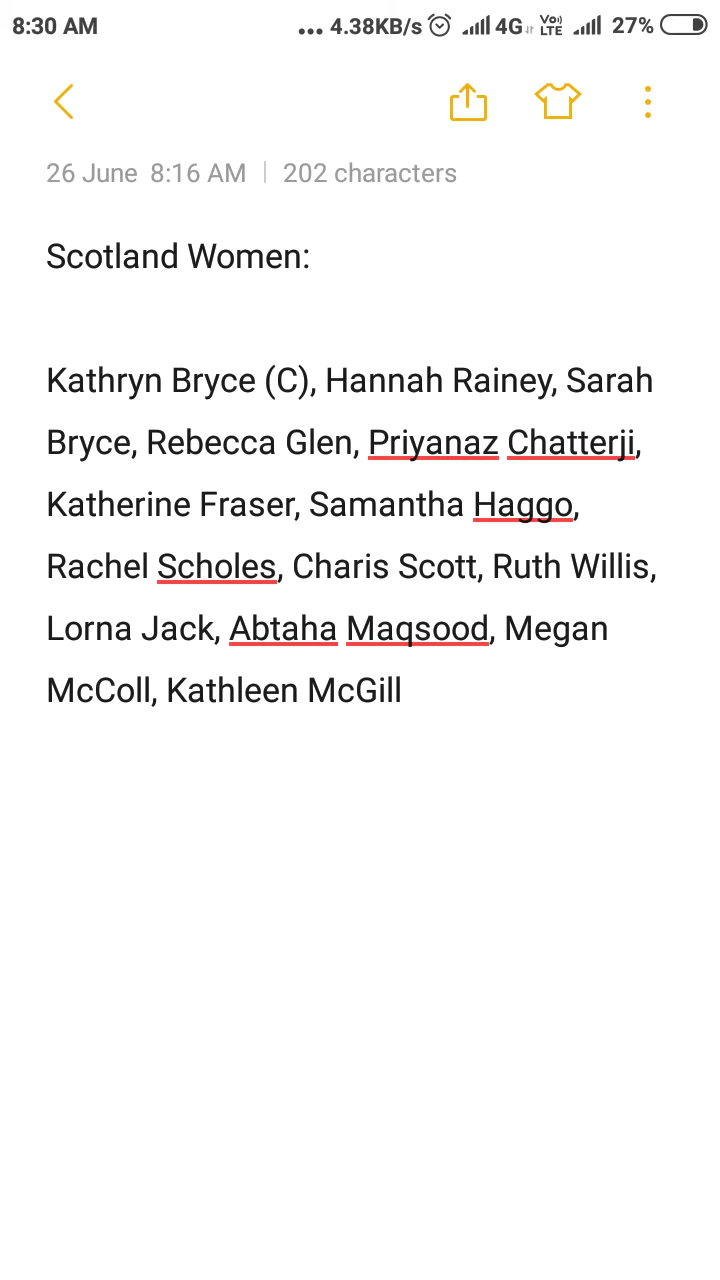 8:30 AM ... 4.38KB/s 4G VoLTE 27%
26 June 8:16 AM | 202 characters
Scotland Women:
Kathryn Bryce (C), Hannah Rainey, Sarah
Bryce, Rebecca Glen, Priyanaz Chatterji,
Katherine Fraser, Samantha Haggo,
Rachel Scholes, Charis Scott, Ruth Willis,
Lorna Jack, Abtaha Maqsood, Megan
McColl, Kathleen McGill